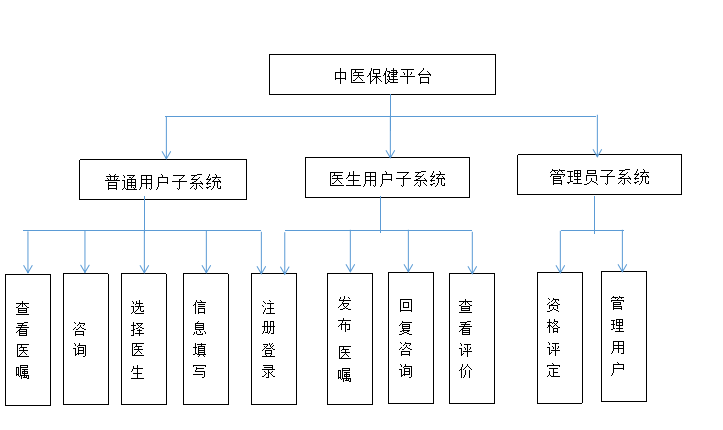 中医保健平台
普通用户子系统
医生用户子系统
管理员子系统
查看医嘱
咨询
选择医生
信息填写
注册登录
发布医嘱
回复咨询
查看评价
资格评定
管理用户